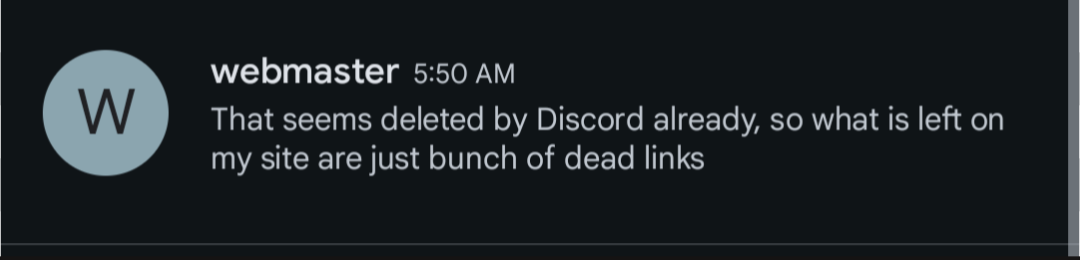 W
webmaster 5:50 AM
That seems deleted by Discord already, so what is left on
my site are just bunch of dead links